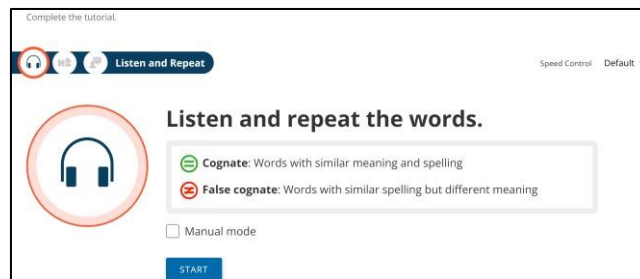 Complete the tutorial.
Listen and Repeat
Speed Control Default
Listen and repeat the words.
Cognate: Words with similar meaning and spelling
False cognate: Words with similar spelling but different meaning
Manual mode
START